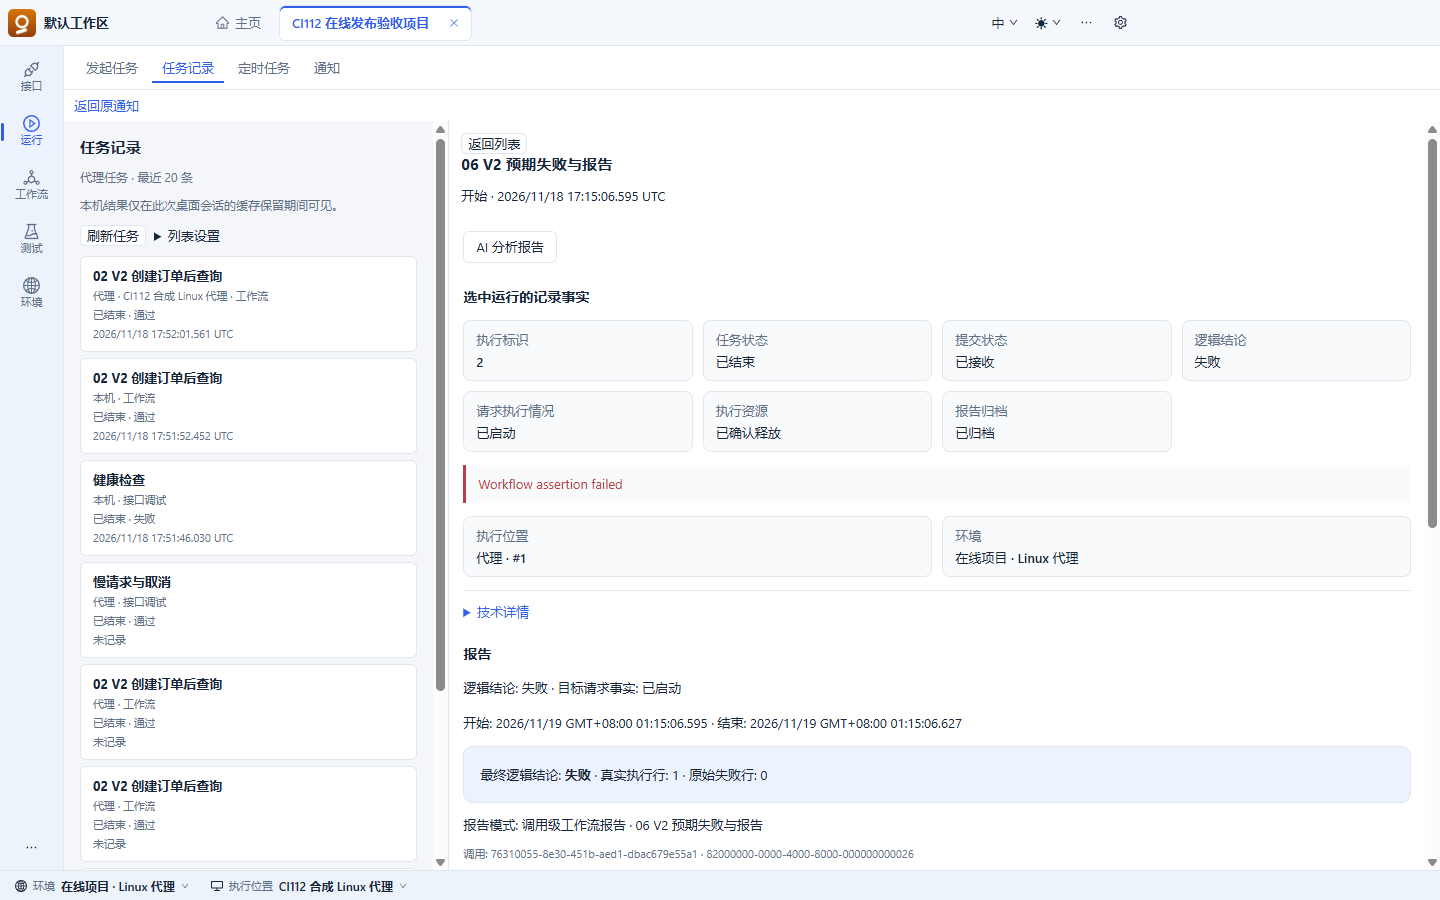 默认工作区
主页
CI112 在线发布验收项目
中
接口
运行
工作流
测试
环境
发起任务
任务记录
定时任务
通知
返回原通知
任务记录
代理任务 · 最近 20 条
本机结果仅在此次桌面会话的缓存保留期间可见。
刷新任务
列表设置
02 V2 创建订单后查询
代理 · CI112 合成 Linux 代理 · 工作流
已结束 · 通过
2026/11/18 17:52:01.561 UTC
02 V2 创建订单后查询
本机 · 工作流
已结束 · 通过
2026/11/18 17:51:52.452 UTC
健康检查
本机 · 接口调试
已结束 · 失败
2026/11/18 17:51:46.030 UTC
慢请求与取消
代理 · 接口调试
已结束 · 通过
未记录
02 V2 创建订单后查询
代理 · 工作流
已结束 · 通过
未记录
02 V2 创建订单后查询
代理 · 工作流
已结束 · 通过
未记录
返回列表
06 V2 预期失败与报告
开始 · 2026/11/18 17:15:06.595 UTC
AI 分析报告
选中运行的记录事实
执行标识
2
任务状态
已结束
提交状态
已接收
逻辑结论
失败
请求执行情况
已启动
执行资源
已确认释放
报告归档
已归档
Workflow assertion failed
执行位置
代理 · #1
环境
在线项目 · Linux 代理
技术详情
报告
逻辑结论: 失败 · 目标请求事实: 已启动
开始: 2026/11/19 GMT+08:00 01:15:06.595 · 结束: 2026/11/19 GMT+08:00 01:15:06.627
最终逻辑结论: 失败 · 真实执行行: 1 · 原始失败行: 0
报告模式: 调用级工作流报告 · 06 V2 预期失败与报告
调用: 76310055-8e30-451b-aed1-dbac679e55a1 · 82000000-0000-4000-8000-000000000026
环境 在线项目 · Linux 代理
执行位置 CI112 合成 Linux 代理